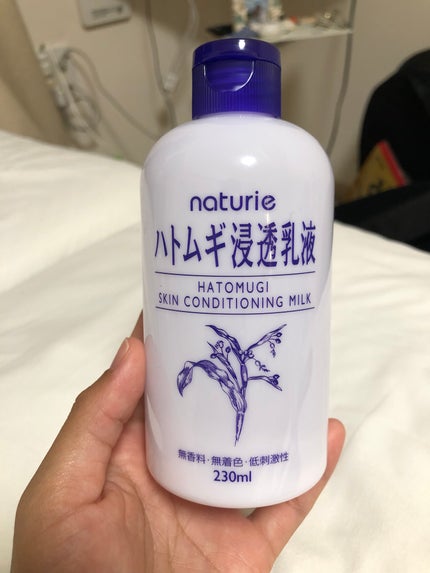 naturie
ハトムギ浸透乳液
HATOMUGI
SKIN CONDITIONING MILK
無香料・無着色・低刺激性
230ml